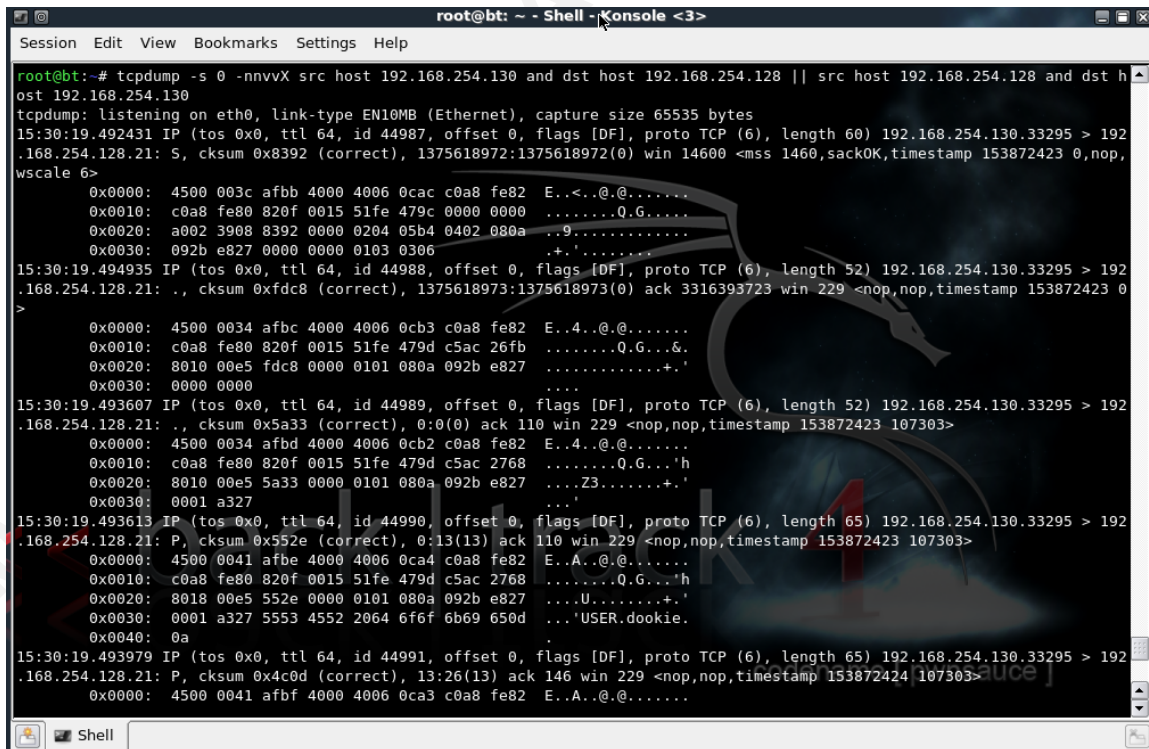 root@bt: ~ - Shell - Konsole <3>
Session Edit View Bookmarks Settings Help
root@bt:~# tcpdump -s 0 -nnvvX src host 192.168.254.130 and dst host 192.168.254.128 || src host 192.168.254.128 and dst h
ost 192.168.254.130
tcpdump: listening on eth0, link-type EN10MB (Ethernet), capture size 65535 bytes
15:30:19.492431 IP (tos 0x0, ttl 64, id 44987, offset 0, flags [DF], proto TCP (6), length 60) 192.168.254.130.33295 > 192
.168.254.128.21: S, cksum 0x8392 (correct), 1375618972:1375618972(0) win 14600 <mss 1460,sackOK,timestamp 153872423 0,nop,
wscale 6>
0x0000: 4500 003c afbb 4000 4006 0cac c0a8 fe82 E..<..@.@.......
0x0010: c0a8 fe80 820f 0015 51fe 479c 0000 0000 ........Q.G.....
0x0020: a002 3908 8392 0000 0204 05b4 0402 080a ..9.............
0x0030: 092b e827 0000 0000 0103 0306 .+.'........
15:30:19.494935 IP (tos 0x0, ttl 64, id 44988, offset 0, flags [DF], proto TCP (6), length 52) 192.168.254.130.33295 > 192
.168.254.128.21: ., cksum 0xfdc8 (correct), 1375618973:1375618973(0) ack 3316393723 win 229 <nop,nop,timestamp 153872423 0
>
0x0000: 4500 0034 afbc 4000 4006 0cb3 c0a8 fe82 E..4..@.@.......
0x0010: c0a8 fe80 820f 0015 51fe 479d c5ac 26fb ........Q.G...&.
0x0020: 8010 00e5 fdc8 0000 0101 080a 092b e827 .............+.'
0x0030: 0000 0000 ....
15:30:19.493607 IP (tos 0x0, ttl 64, id 44989, offset 0, flags [DF], proto TCP (6), length 52) 192.168.254.130.33295 > 192
.168.254.128.21: ., cksum 0x5a33 (correct), 0:0(0) ack 110 win 229 <nop,nop,timestamp 153872423 107303>
0x0000: 4500 0034 afbd 4000 4006 0cb2 c0a8 fe82 E..4..@.@.......
0x0010: c0a8 fe80 820f 0015 51fe 479d c5ac 2768 ........Q.G...'h
0x0020: 8010 00e5 5a33 0000 0101 080a 092b e827 ....Z3.......+.'
0x0030: 0001 a327 ...'
15:30:19.493613 IP (tos 0x0, ttl 64, id 44990, offset 0, flags [DF], proto TCP (6), length 65) 192.168.254.130.33295 > 192
.168.254.128.21: P, cksum 0x552e (correct), 0:13(13) ack 110 win 229 <nop,nop,timestamp 153872423 107303>
0x0000: 4500 0041 afbe 4000 4006 0ca4 c0a8 fe82 E..A..@.@.......
0x0010: c0a8 fe80 820f 0015 51fe 479d c5ac 2768 ........Q.G...'h
0x0020: 8018 00e5 552e 0000 0101 080a 092b e827 ....U........+.'
0x0030: 0001 a327 5553 4552 2064 6f6f 6b69 650d ...'USER.dookie.
0x0040: 0a .
15:30:19.493979 IP (tos 0x0, ttl 64, id 44991, offset 0, flags [DF], proto TCP (6), length 65) 192.168.254.130.33295 > 192
.168.254.128.21: P, cksum 0x4c0d (correct), 13:26(13) ack 146 win 229 <nop,nop,timestamp 153872424 107303>
0x0000: 4500 0041 afbf 4000 4006 0ca3 c0a8 fe82 E..A..@.@.......
<< back | track 4
codename [ pwnsauce ]
Shell